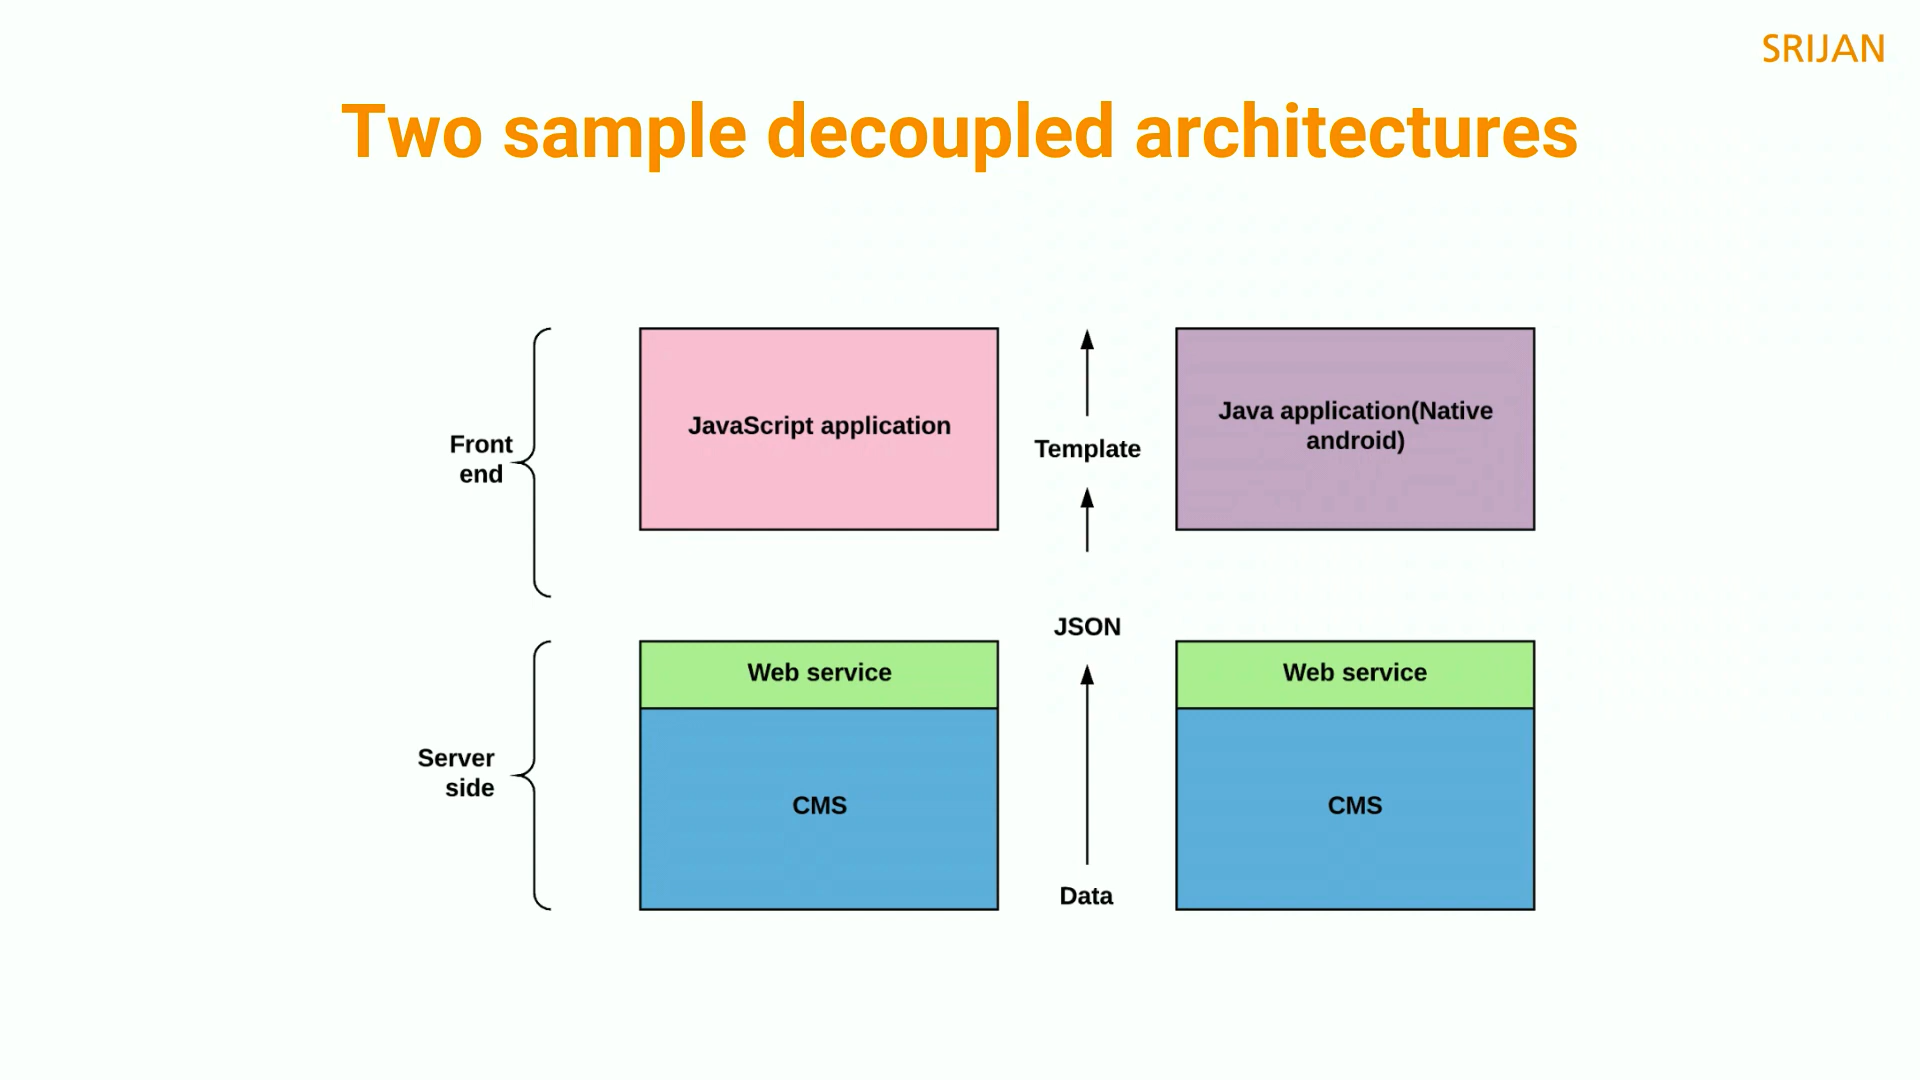 SRIJAN
Two sample decoupled architectures
Front
end
JavaScript application
Template
Java application(Native
android)
JSON
Server
side
Web service
CMS
Data
Web service
CMS